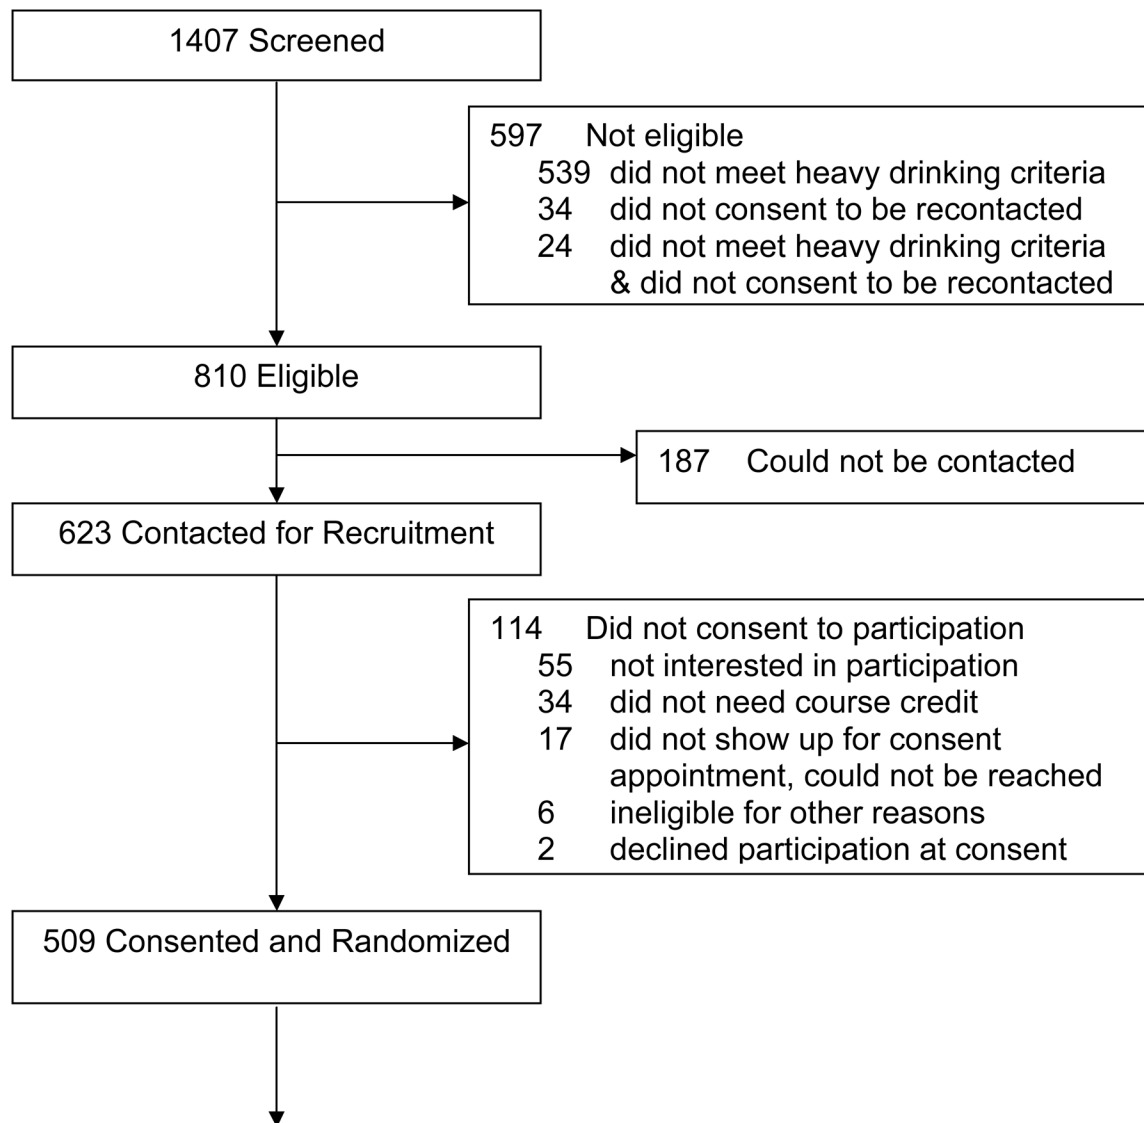 1407 Screened
597 Not eligible
539 did not meet heavy drinking criteria
34 did not consent to be recontacted
24 did not meet heavy drinking criteria
& did not consent to be recontacted
810 Eligible
187 Could not be contacted
623 Contacted for Recruitment
114 Did not consent to participation
55 not interested in participation
34 did not need course credit
17 did not show up for consent
appointment, could not be reached
6 ineligible for other reasons
2 declined participation at consent
509 Consented and Randomized